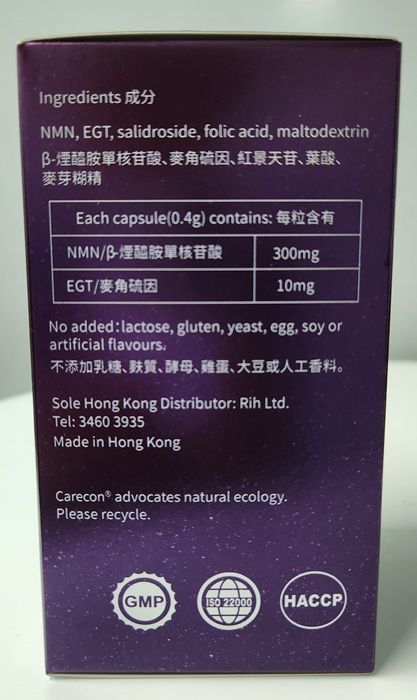 Ingredients 成分
NMN, EGT, salidroside, folic acid, maltodextrin
β-煙醯胺單核苷酸、麥角硫因、紅景天苷、葉酸、
麥芽糊精
Each capsule(0.4g) contains: 每粒含有
NMN/β-煙醯胺單核苷酸 300mg
EGT/麥角硫因 10mg
No added:lactose, gluten, yeast, egg, soy or
artificial flavours.
不添加乳糖、麩質、酵母、雞蛋、大豆或人工香料。
Sole Hong Kong Distributor: Rih Ltd.
Tel: 3460 3935
Made in Hong Kong
Carecon® advocates natural ecology.
Please recycle.
GMP ISO 22000 HACCP